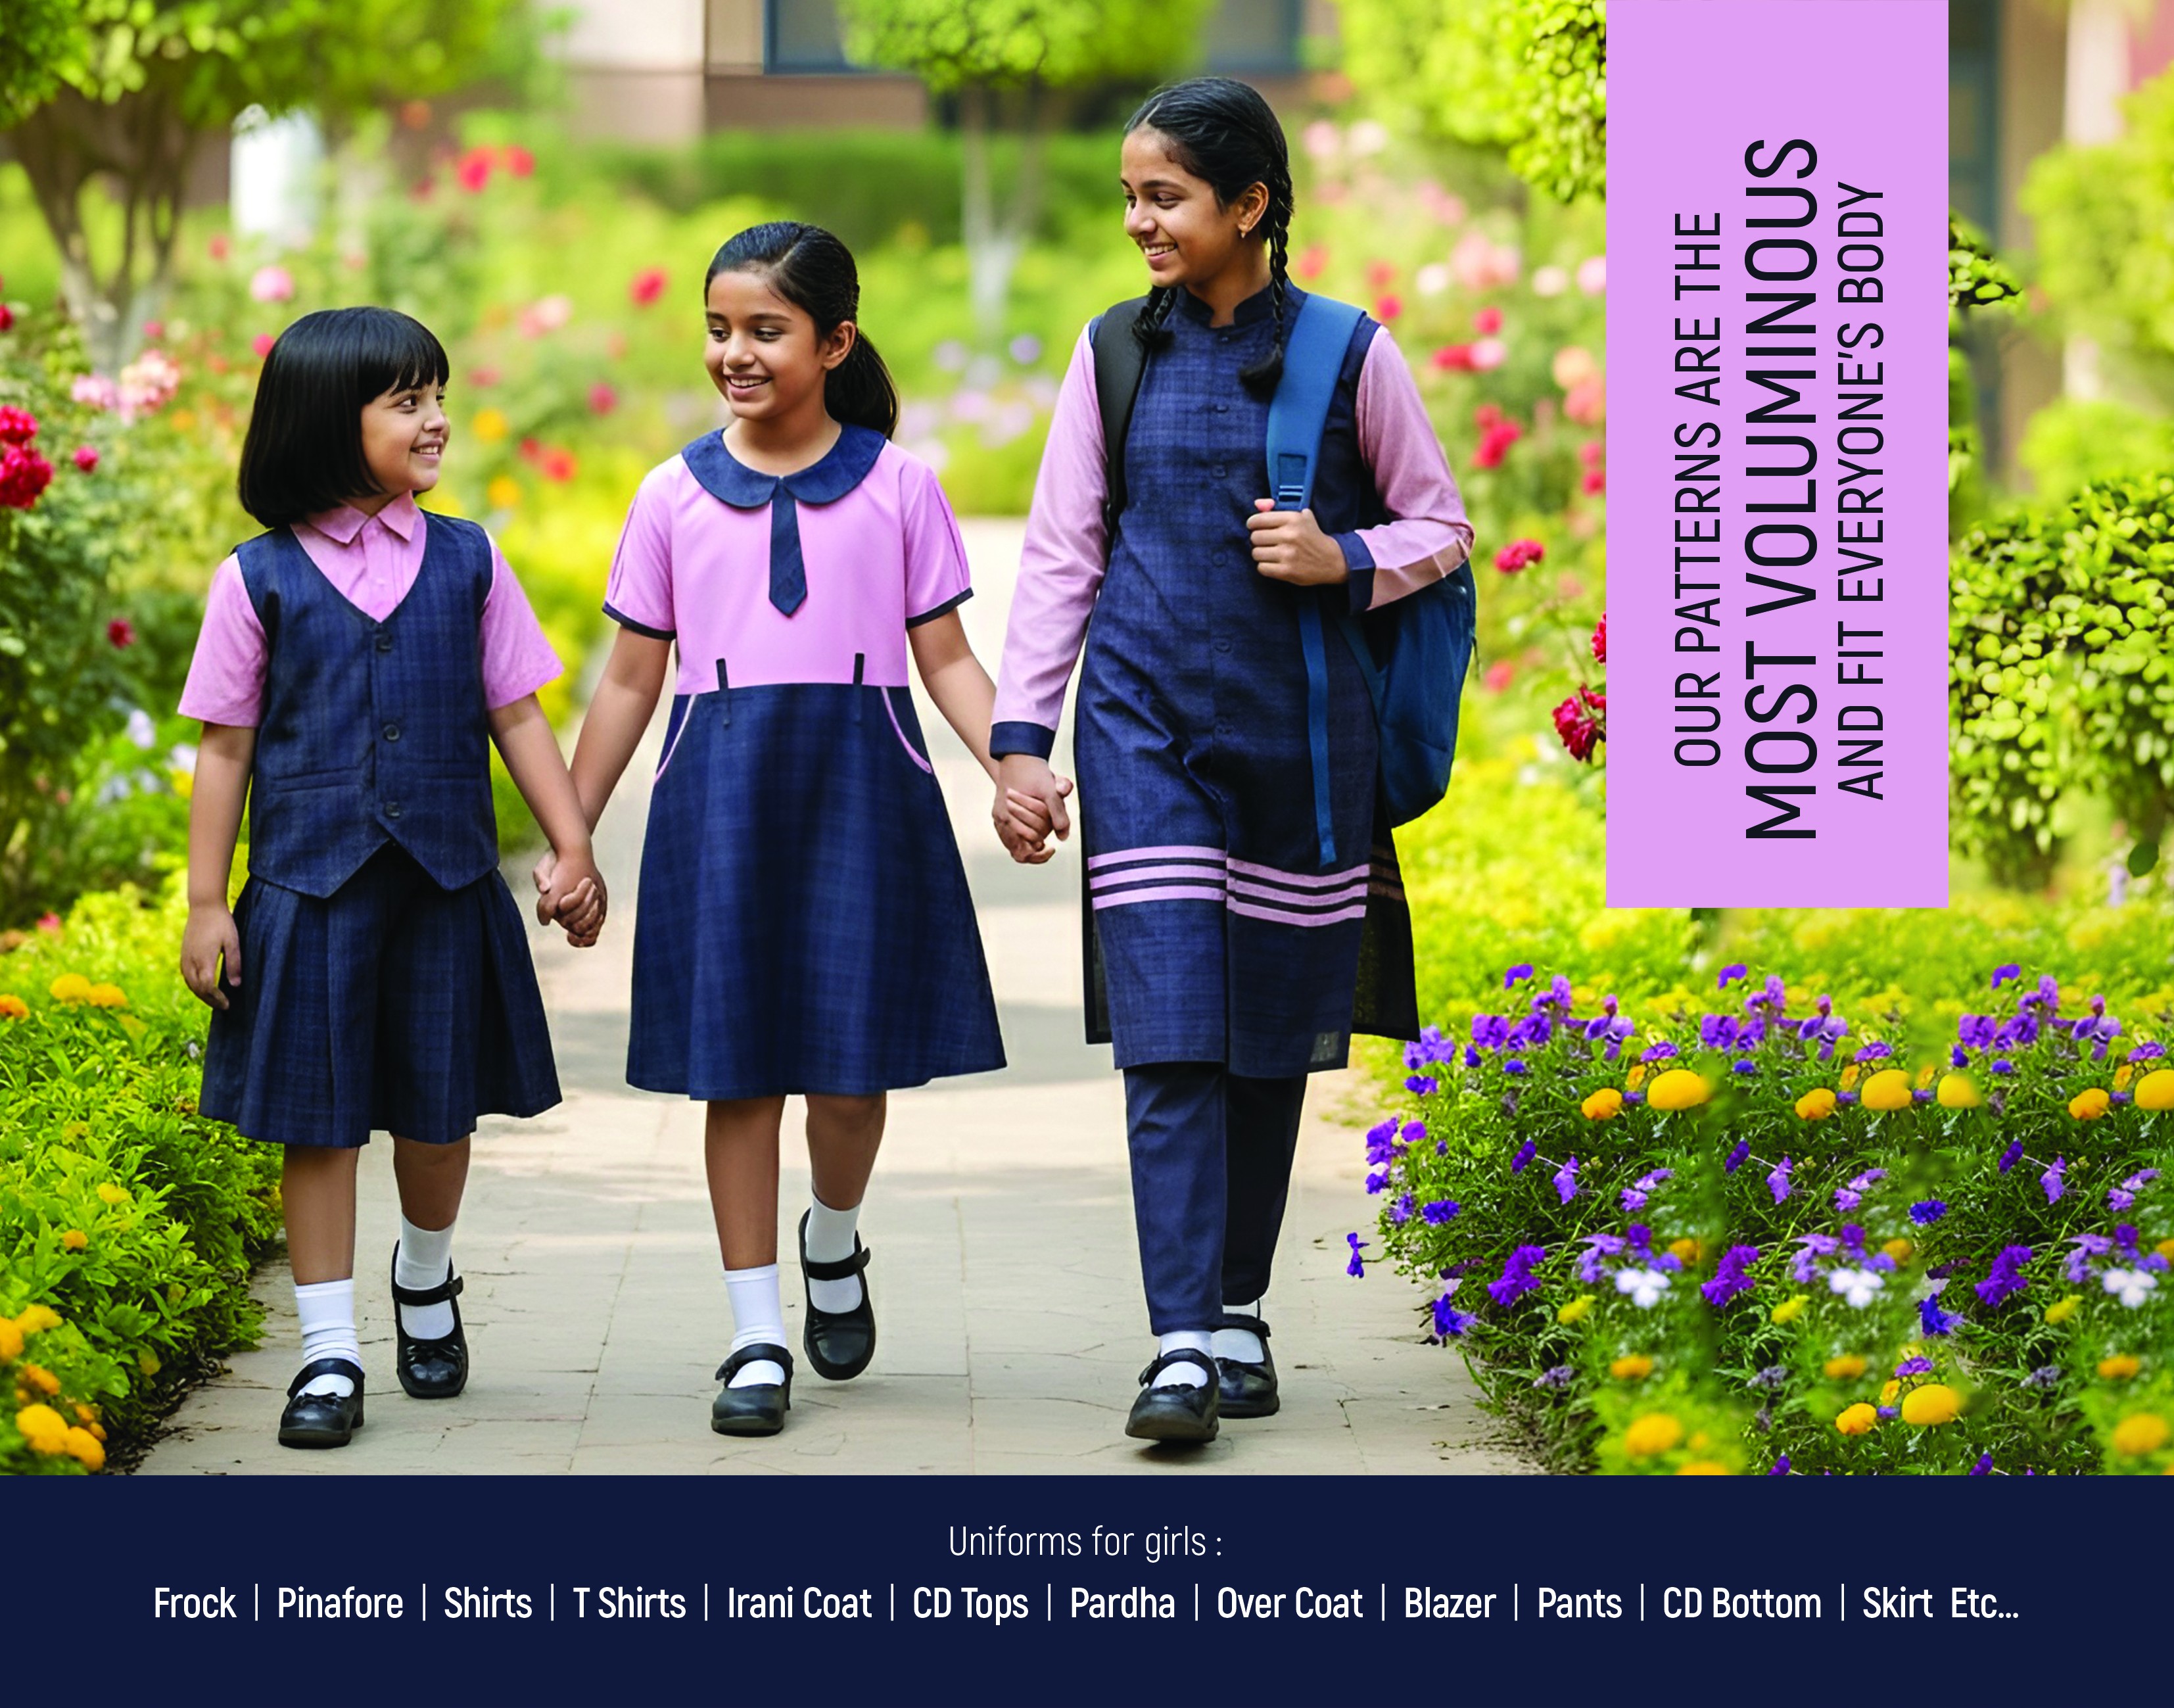 OUR PATTERNS ARE THE
MOST VOLUMINOUS
AND FIT EVERYONE'S BODY
Uniforms for girls :
Frock | Pinafore | Shirts | T Shirts | Irani Coat | CD Tops | Pardha | Over Coat | Blazer | Pants | CD Bottom | Skirt Etc...